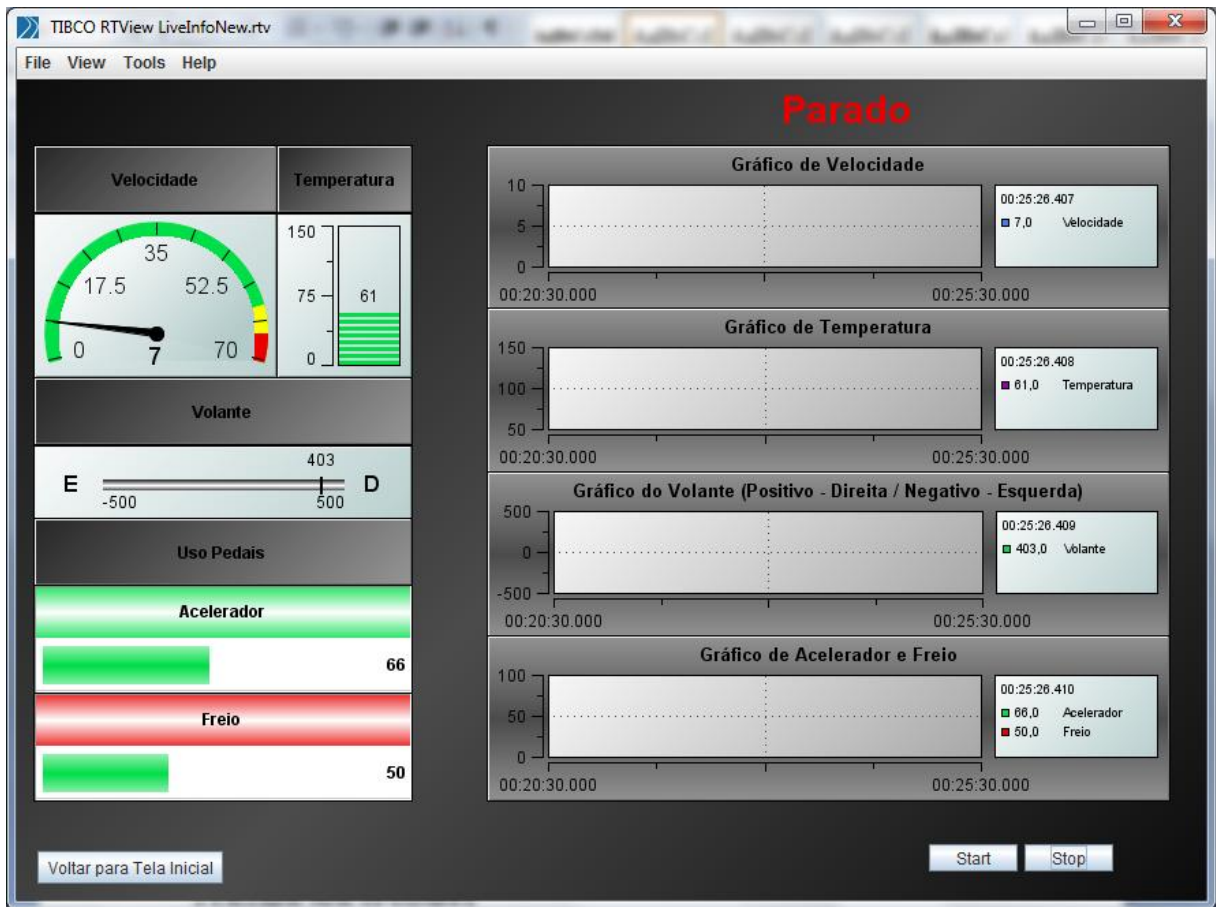 TIBCO RTView LiveInfoNew.rtv
File View Tools Help
Parado
Velocidade
Temperatura
0
17.5
35
52.5
70
7
150
75
0
61
Volante
E
403
-500
500
D
Uso Pedais
Acelerador
66
Freio
50
Gráfico de Velocidade
10
5
0
00:20:30.000
00:25:30.000
00:25:26.407
7,0 Velocidade
Gráfico de Temperatura
150
100
50
00:20:30.000
00:25:30.000
00:25:26.408
61,0 Temperatura
Gráfico do Volante (Positivo - Direita / Negativo - Esquerda)
500
0
-500
00:20:30.000
00:25:30.000
00:25:26.409
403,0 Volante
Gráfico de Acelerador e Freio
100
50
0
00:20:30.000
00:25:30.000
00:25:26.410
66,0 Acelerador
50,0 Freio
Voltar para Tela Inicial
Start
Stop